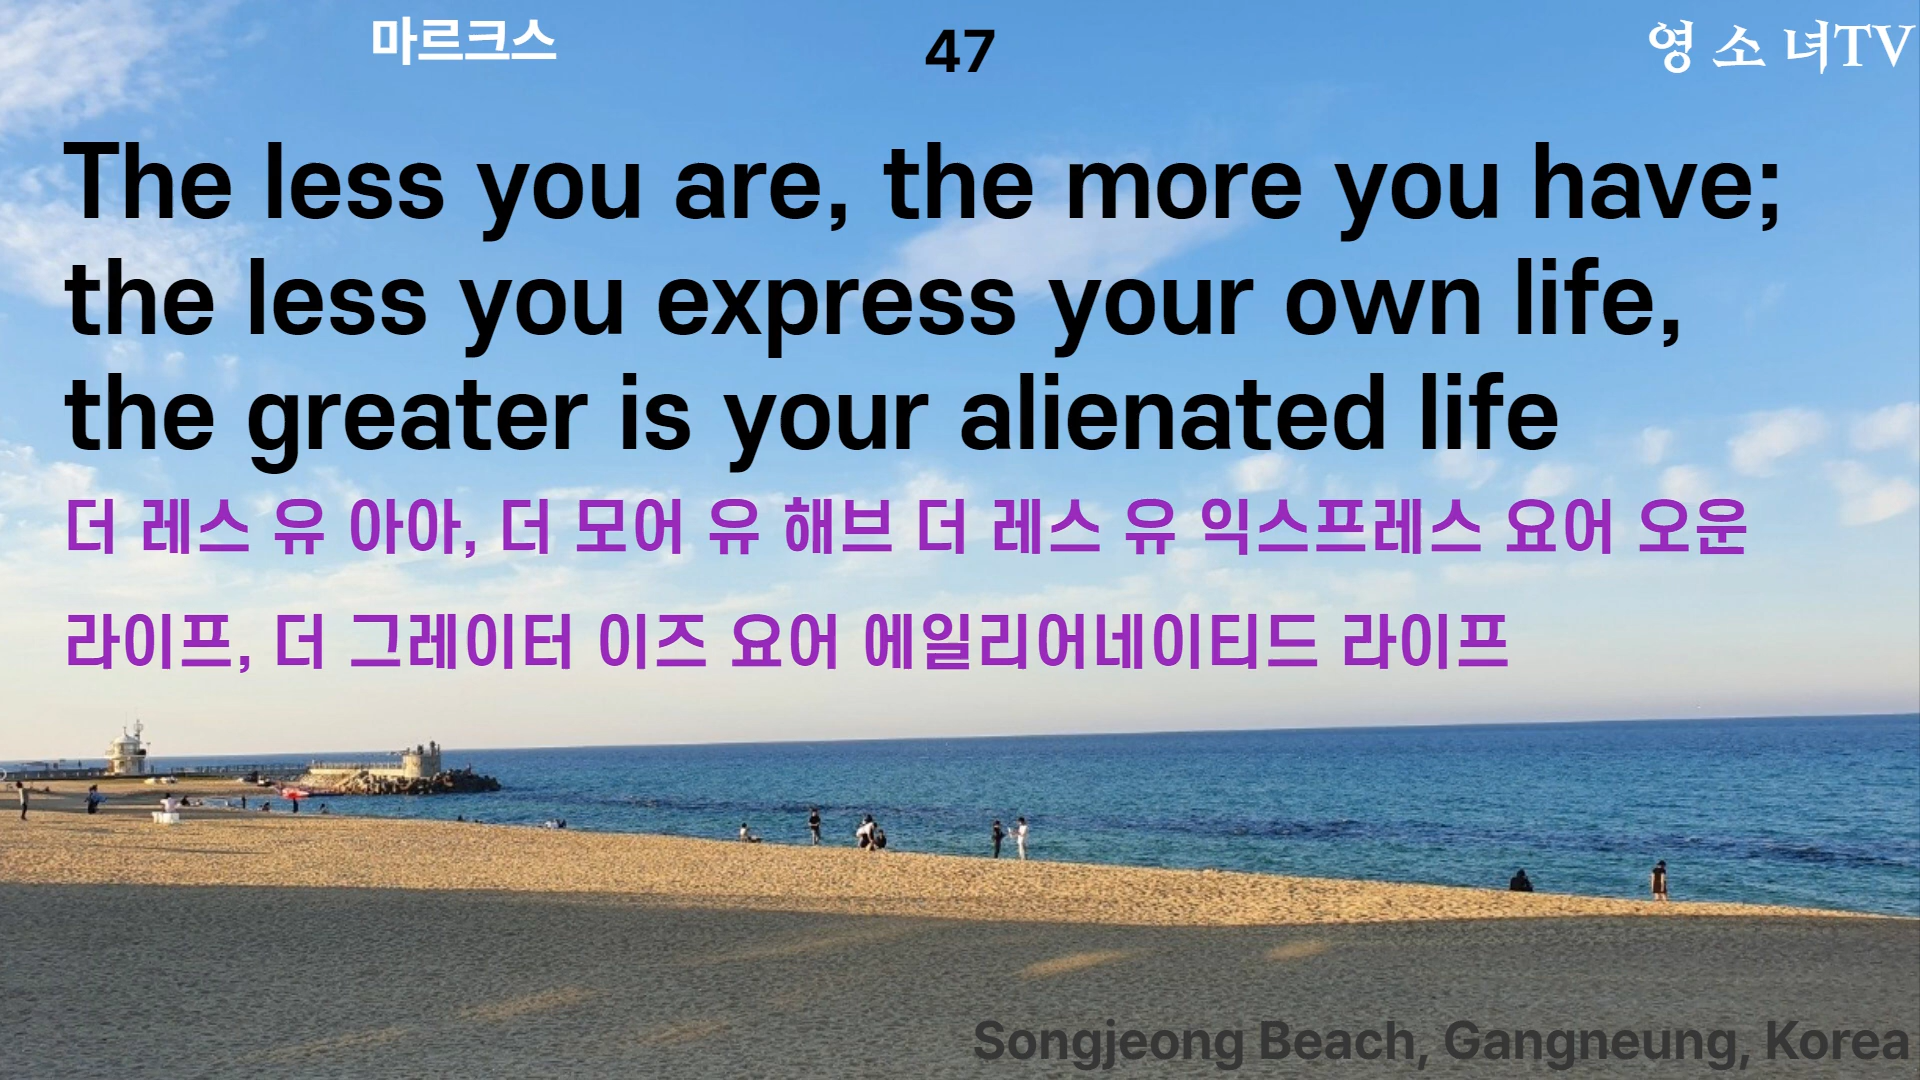 마르크스
47
영 소 녀TV
The less you are, the more you have;
the less you express your own life,
the greater is your alienated life
더 레스 유 아아, 더 모어 유 해브 더 레스 유 익스프레스 요어 오운
라이프, 더 그레이터 이즈 요어 에일리어네이티드 라이프
Songjeong Beach, Gangneung, Korea